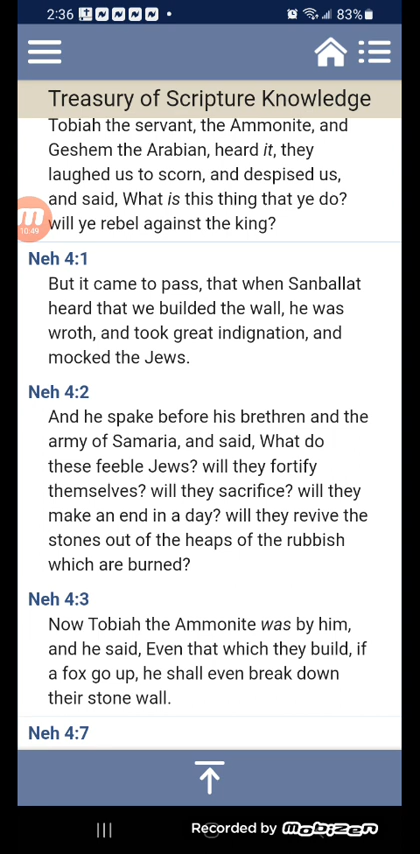 2:36
83%
Treasury of Scripture Knowledge
Tobiah the servant, the Ammonite, and
Geshem the Arabian, heard it, they
laughed us to scorn, and despised us,
and said, What is this thing that ye do?
will ye rebel against the king?
10:49
Neh 4:1
But it came to pass, that when Sanballat
heard that we builded the wall, he was
wroth, and took great indignation, and
mocked the Jews.
Neh 4:2
And he spake before his brethren and the
army of Samaria, and said, What do
these feeble Jews? will they fortify
themselves? will they sacrifice? will they
make an end in a day? will they revive the
stones out of the heaps of the rubbish
which are burned?
Neh 4:3
Now Tobiah the Ammonite was by him,
and he said, Even that which they build, if
a fox go up, he shall even break down
their stone wall.
Neh 4:7
Recorded by Mobizen